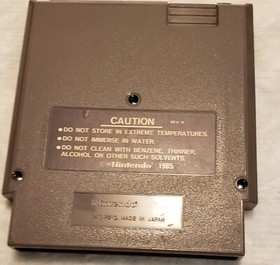 CAUTION
• DO NOT STORE IN EXTREME TEMPERATURES.
• DO NOT IMMERSE IN WATER.
• DO NOT CLEAN WITH BENZENE, THINNER,
ALCOHOL OR OTHER SUCH SOLVENTS.
© Nintendo 1985
Nintendo
MADE IN JAPAN